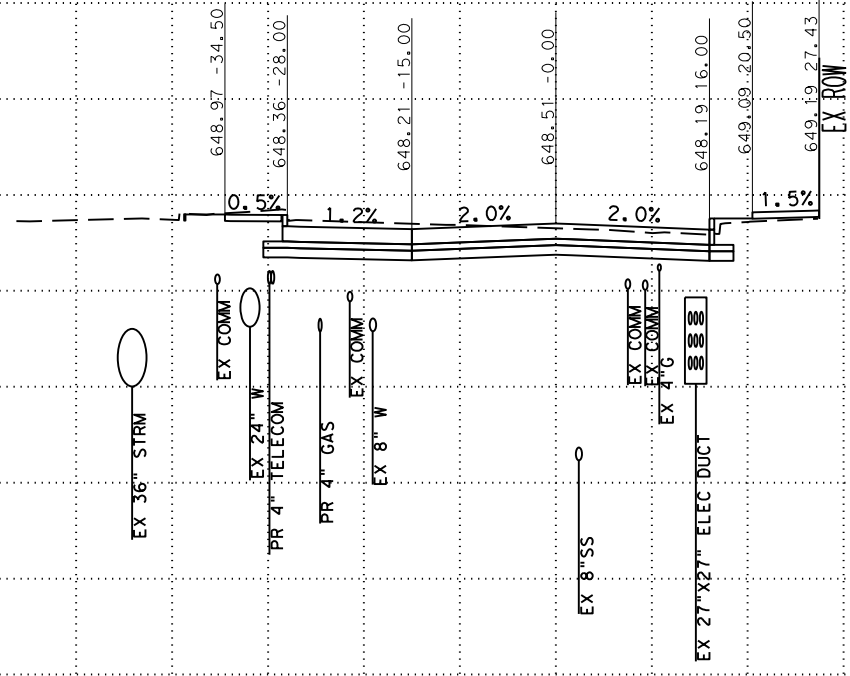 648.97 -34.50
648.36 -28.00
648.21 -15.00
648.51 -0.00
648.19 16.00
649.09 20.50
649.19 27.43
EX ROW
0.5%
1.2%
2.0%
2.0%
1.5%
EX 36" STRM
EX COMM
EX 24" W
PR 4" TELECOM
PR 4" GAS
EX COMM
EX 8" W
EX 8"SS
EX COMM
EX COMM
EX 4"G
EX 27"X27" ELEC DUCT